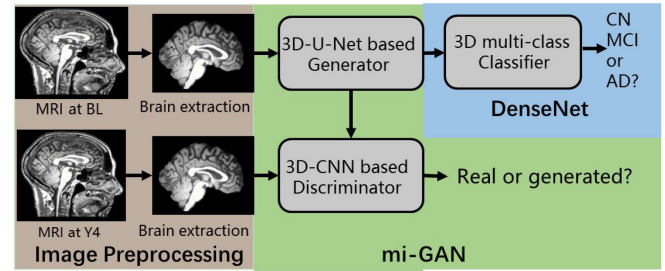 3D-U-Net based
Generator
3D multi-class
Classifier
CN
MCI
or
AD?
MRI at BL
Brain extraction
DenseNet
3D-CNN based
Discriminator
Real or generated?
MRI at Y4
Brain extraction
Image Preprocessing
mi-GAN